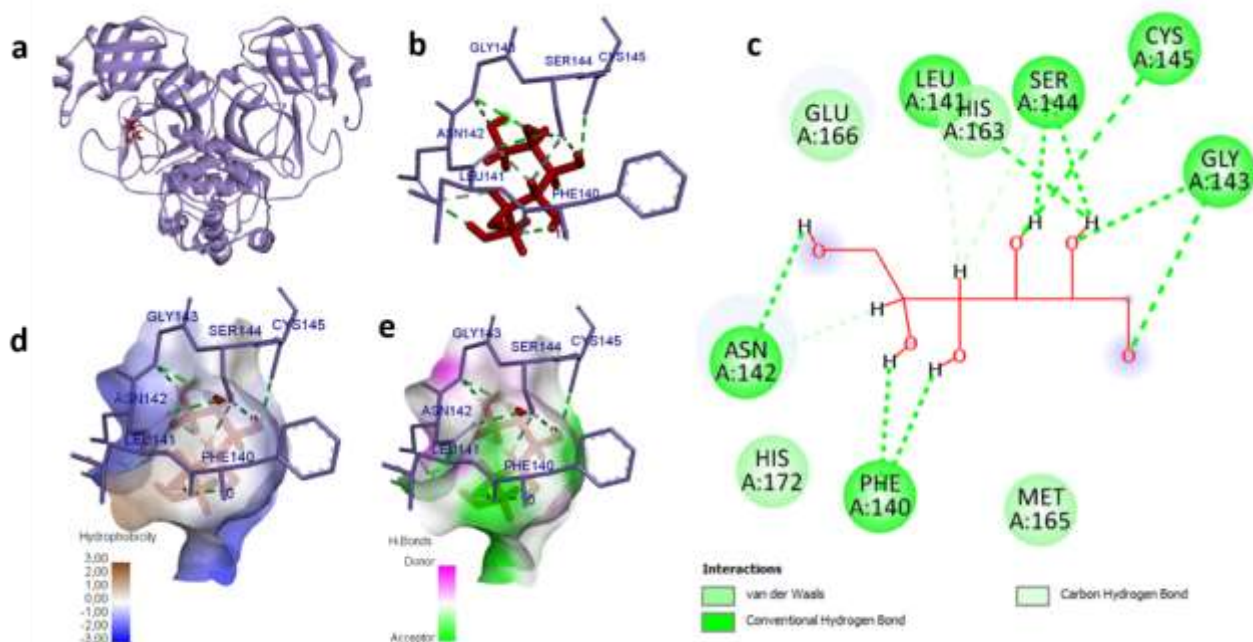 a
b
GLY143
SER144
CYS145
ASN142
LEU141
PHE140
c
CYS
A:145
LEU
A:141
HIS
A:163
SER
A:144
GLU
A:166
GLY
A:143
H
H
H
O
O
O
H
H
O
O
O
H
H
ASN
A:142
HIS
A:172
PHE
A:140
MET
A:165
Interactions
van der Waals
Conventional Hydrogen Bond
Carbon Hydrogen Bond
d
GLY143
SER144
CYS145
ASN142
LEU141
PHE140
Hydrophobicity
3,00
2,00
1,00
0,00
-1,00
-2,00
-3,00
e
GLY143
SER144
CYS145
ASN142
LEU141
PHE140
H-Bonds
Donor
Acceptor